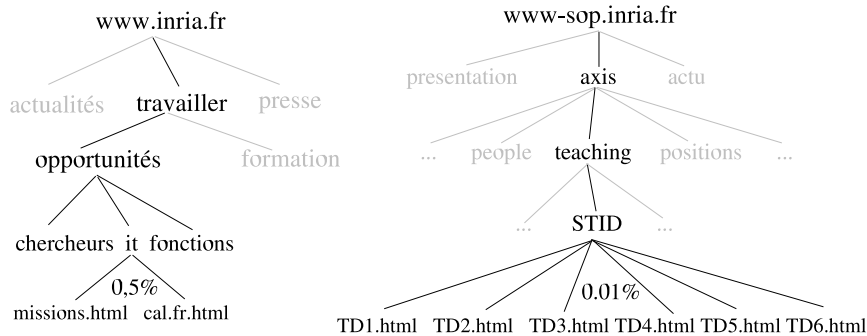 www.inria.fr
actualités travailler presse
opportunités formation
chercheurs it fonctions
0,5%
missions.html cal.fr.html
www-sop.inria.fr
presentation axis actu
... people teaching positions ...
... STID ...
0.01%
TD1.html TD2.html TD3.html TD4.html TD5.html TD6.html